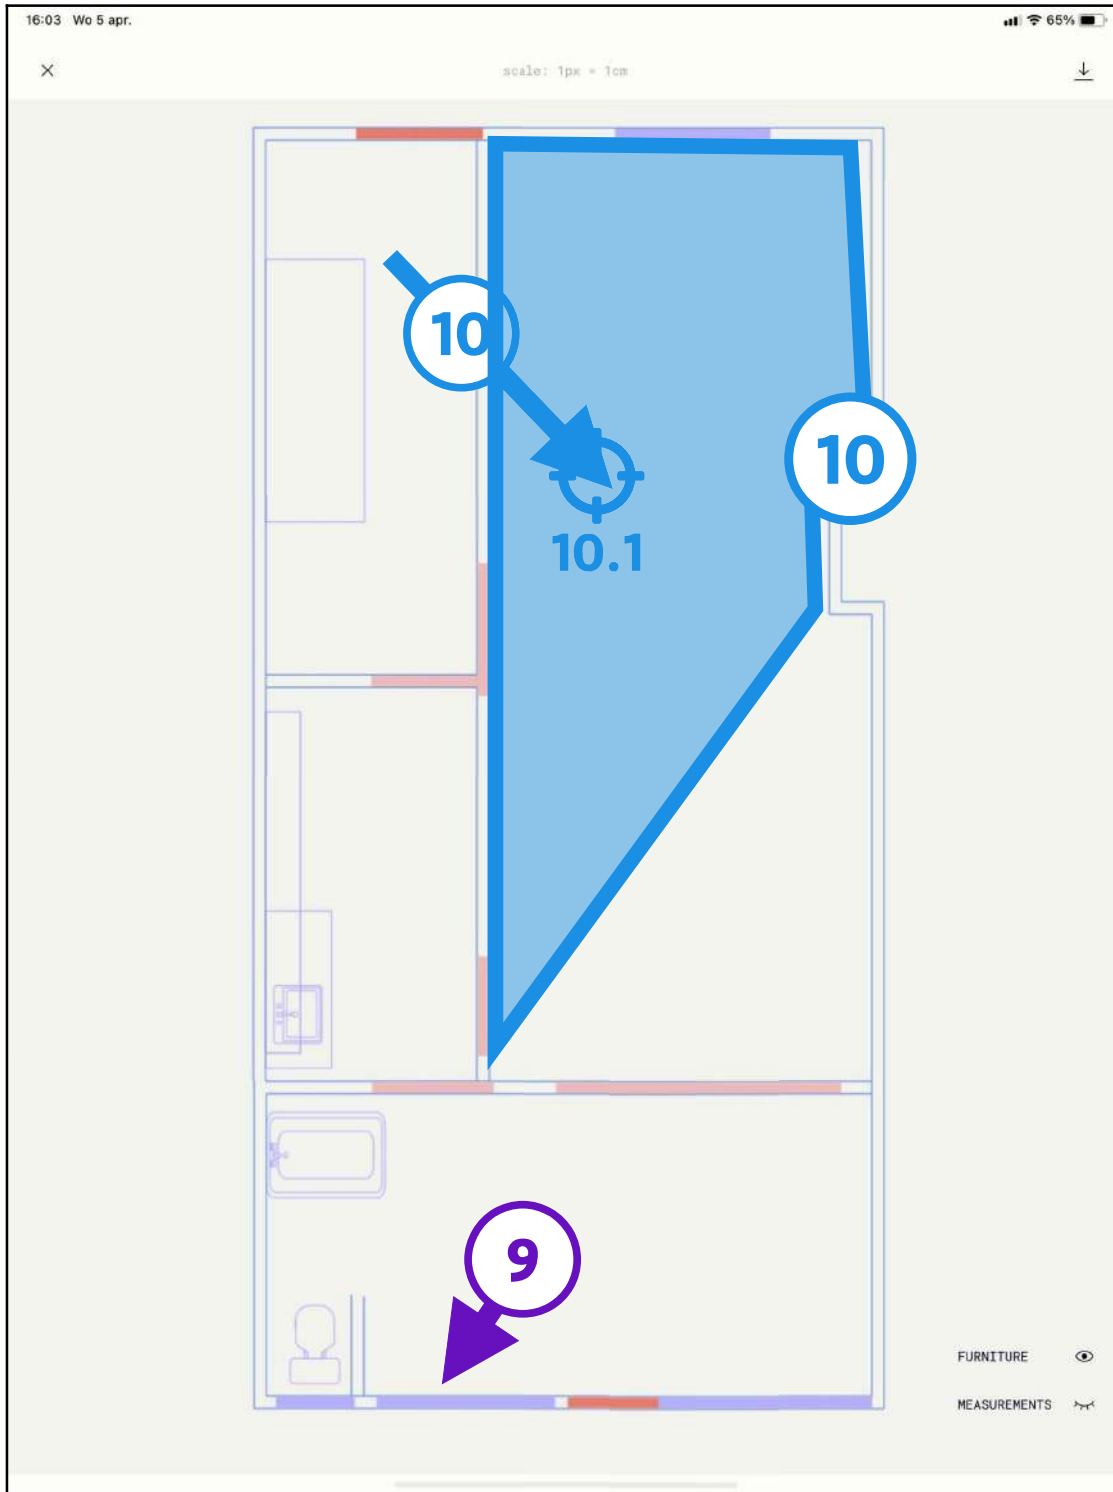 16:03 Wo 5 apr.
65%
scale: 1px = 1cm
10
10
10.1
9
FURNITURE
MEASUREMENTS